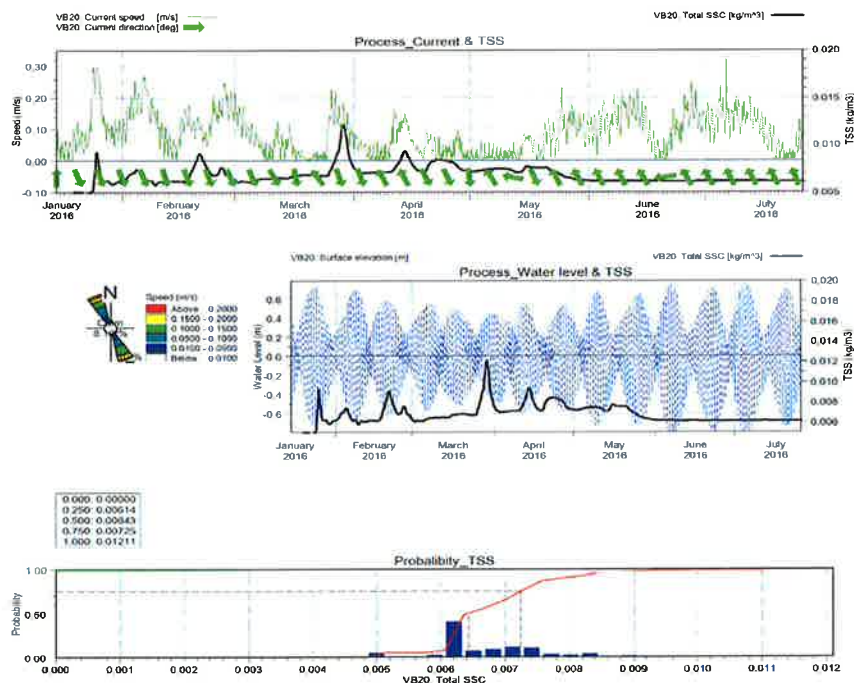 VB20 Current speed [m/s]
VB20 Current direction [deg]
VB20 Total SSC [kg/m^3]
Process_Current & TSS
Speed (m/s)
0.30
0.20
0.10
0.00
-0.10
0.020
0.015
0.010
0.005
TSS (kg/m3)
January 2016
February 2016
March 2016
April 2016
May 2016
June 2016
July 2016
VB20 Surface elevation [m]
VB20 Total SSC [kg/m^3]
Process_Water level & TSS
N
Speed (m/s)
Above 0.2000
0.1500 - 0.2000
0.1000 - 0.1500
0.0500 - 0.1000
0.0100 - 0.0500
Below 0.0100
Water Level (m)
0.6
0.4
0.2
0.0
-0.2
-0.4
-0.6
0.020
0.018
0.016
0.014
0.012
0.010
0.008
0.006
TSS (kg/m3)
January 2016
February 2016
March 2016
April 2016
May 2016
June 2016
July 2016
0.000: 0.00000
0.250: 0.00614
0.500: 0.00643
0.750: 0.00725
1.000: 0.01211
Probalibity_TSS
Probability
1.00
0.50
0.00
0.000
0.001
0.002
0.003
0.004
0.005
0.006
0.007
0.008
0.009
0.010
0.011
0.012
VB20 Total SSC